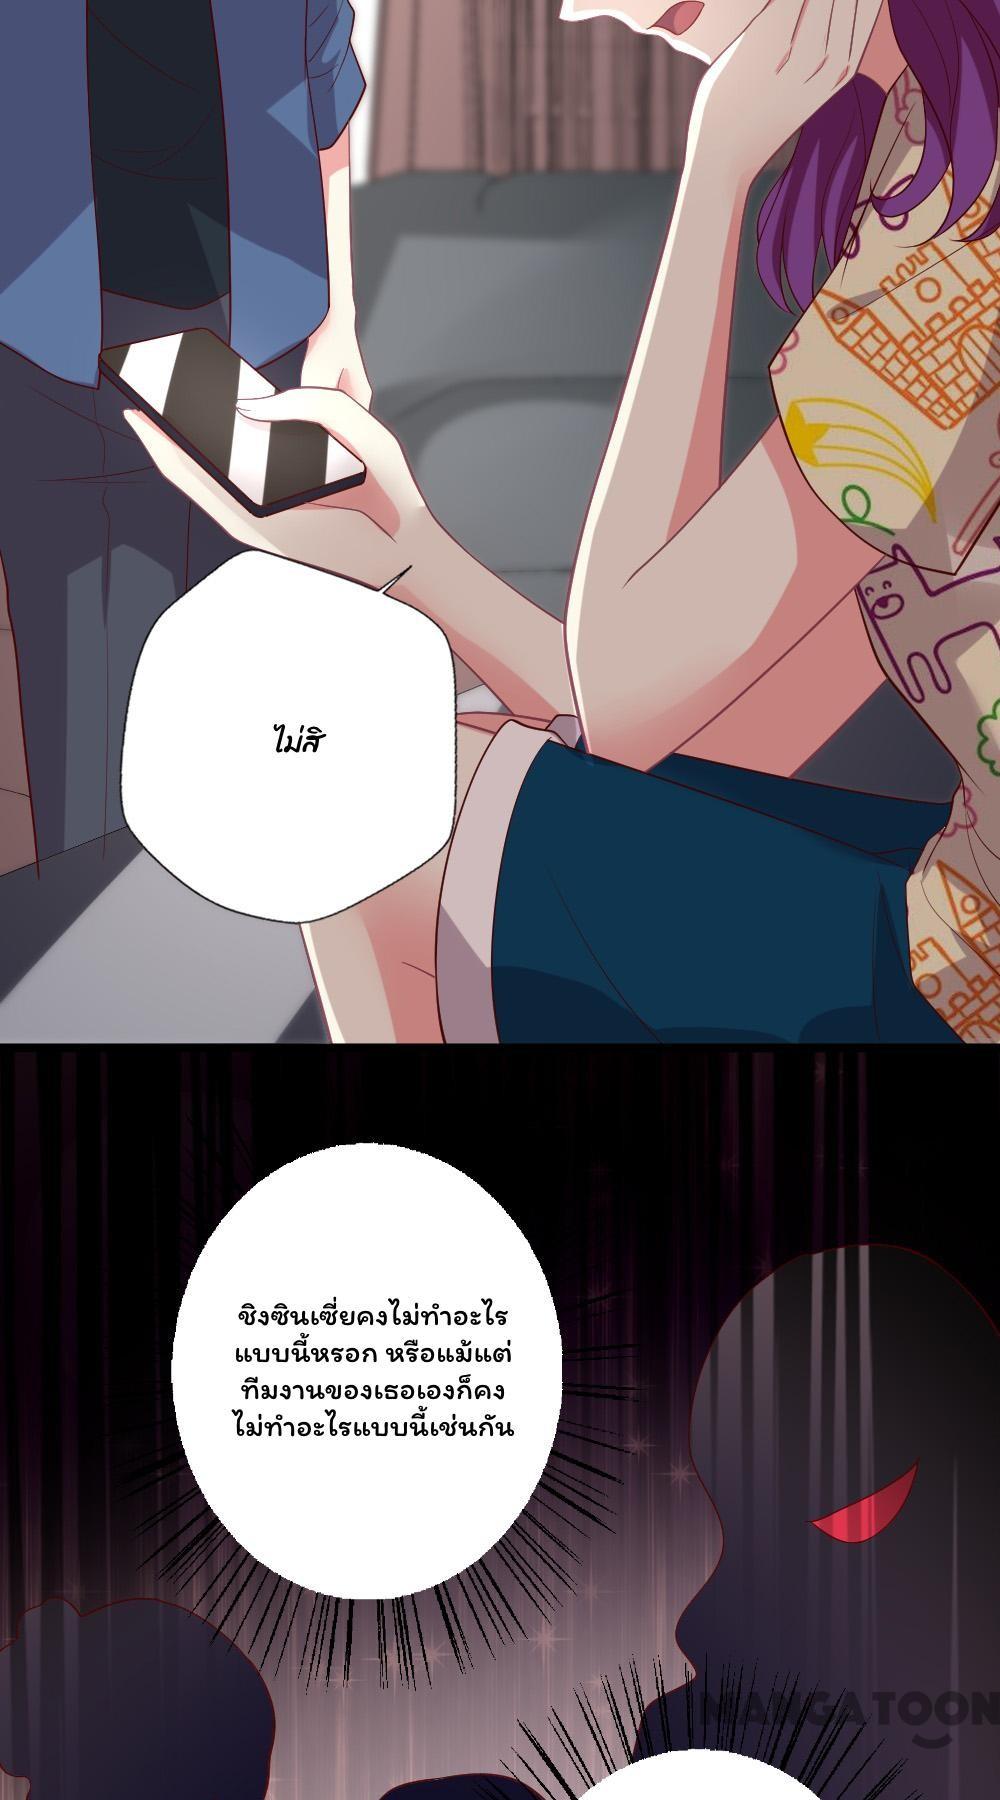 ไม่สิ
ชิงซินเซี่ยคงไม่ทำอะไร
แบบนี้หรอก หรือแม้แต่
ทีมงานของเธอเองก็คง
ไม่ทำอะไรแบบนี้เช่นกัน
MANGATOON